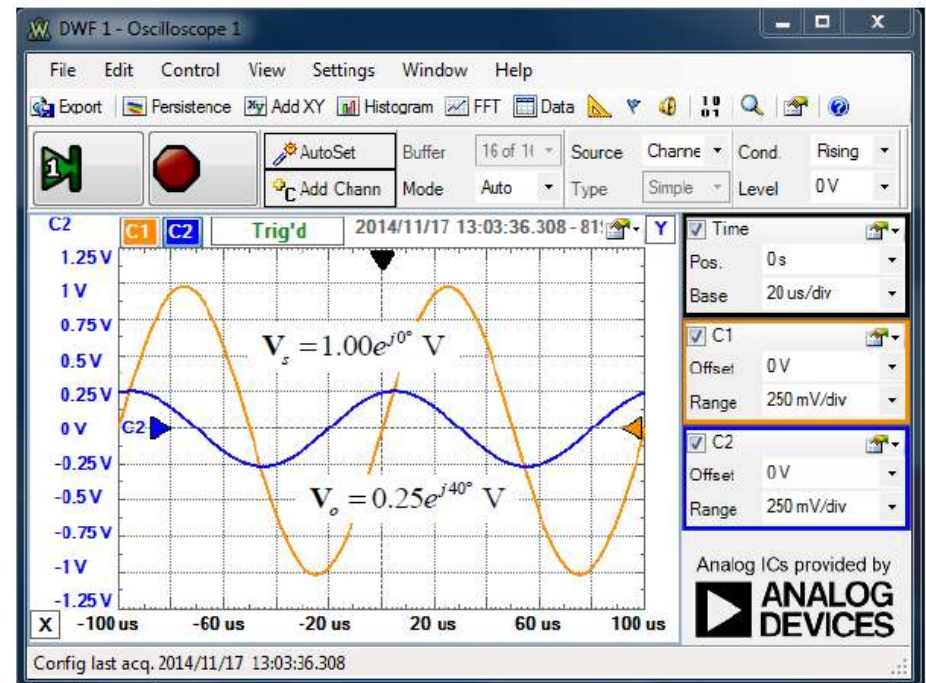 DWF 1 - Oscilloscope 1
File Edit Control View Settings Window Help
Export Persistence Add XY Histogram FFT Data
AutoSet Buffer 16 of 1 Source Channe Cond. Rising
Add Chann Mode Auto Type Simple Level 0 V
C2 C1 C2 Trig'd 2014/11/17 13:03:36.308 - 81 Y
1.25 V
1 V
0.75 V
0.5 V
0.25 V
0 V
-0.25 V
-0.5 V
-0.75 V
-1 V
-1.25 V
C2
Vₛ = 1.00e^{j0°} V
Vₒ = 0.25e^{j40°} V
X -100 us -60 us -20 us 20 us 60 us 100 us
Time
Pos. 0 s
Base 20 us/div
C1
Offset 0 V
Range 250 mV/div
C2
Offset 0 V
Range 250 mV/div
Analog ICs provided by
ANALOG
DEVICES
Config last acq. 2014/11/17 13:03:36.308